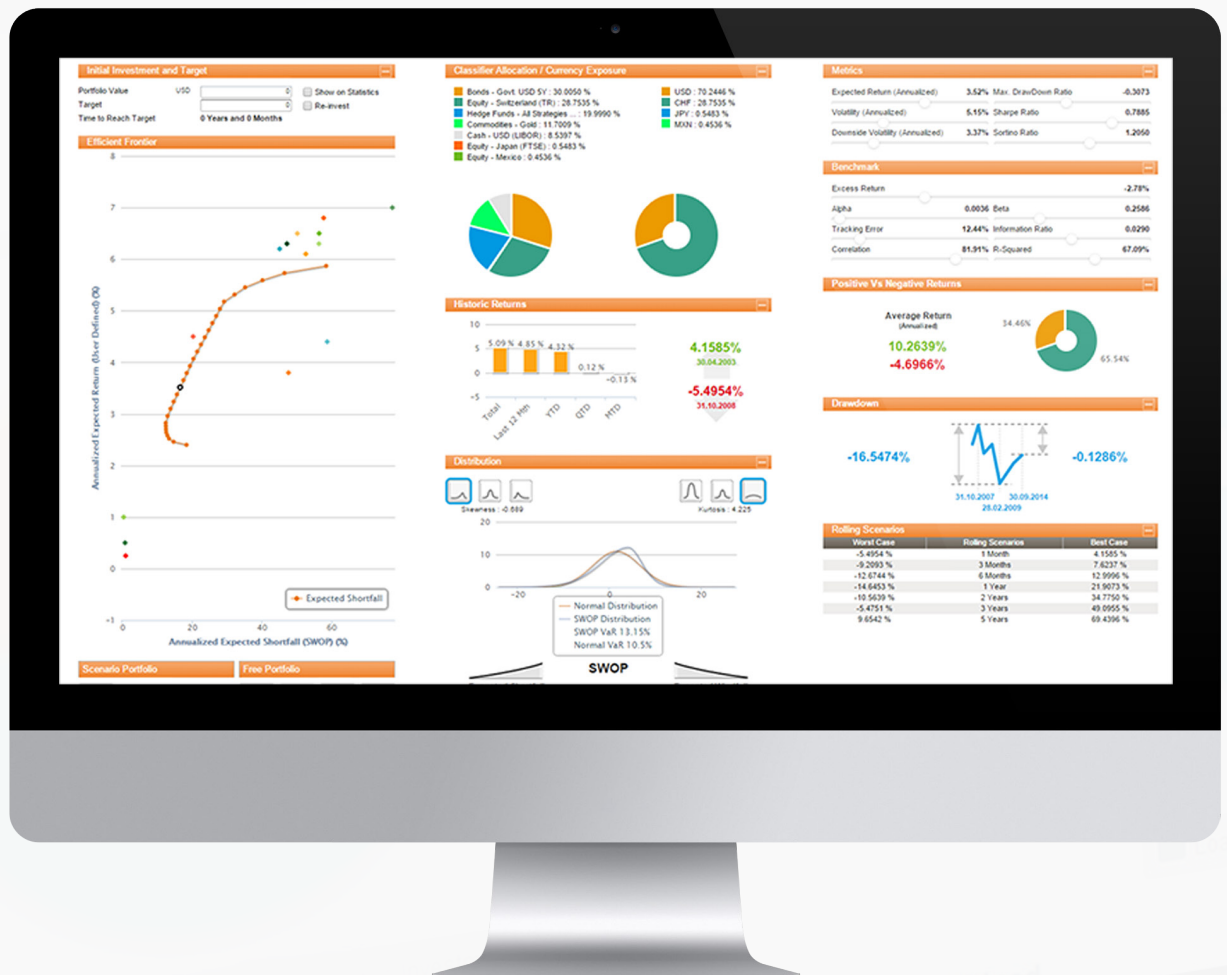 Initial Investment and Target
Portfolio Value USD Show on Statistics
Target Re-invest
Time to Reach Target 0 Years and 0 Months
Efficient Frontier
8
7
6
5
4
3
2
1
0
-1
0 20 40 60
Annualized Expected Return (User Defined) (%)
Expected Shortfall
Annualized Expected Shortfall (SWOP) (%)
Scenario Portfolio
Free Portfolio
Classifier Allocation / Currency Exposure
Bonds - Govt. USD 5Y : 30.0050 %
Equity - Switzerland (TR) : 28.7535 %
Hedge Funds - All Strategies ... : 19.9990 %
Commodities - Gold : 11.7009 %
Cash - USD (LIBOR) : 8.5397 %
Equity - Japan (FTSE) : 0.5483 %
Equity - Mexico : 0.4536 %
USD : 70.2446 %
CHF : 28.7535 %
JPY : 0.5483 %
MXN : 0.4536 %
Historic Returns
10
5
0
-5
5.09 % 4.85 % 4.32 %
0.12 %
-0.13 %
Total Last 12 Mth YTD QTD MTD
4.1585%
30.04.2003
-5.4954%
31.10.2008
Distribution
Skewness : -0.689
Kurtosis : 4.225
20
10
0
-20 0 20
Normal Distribution
SWOP Distribution
SWOP VaR 13.15%
Normal VaR 10.5%
SWOP
Metrics
Expected Return (Annualized) 3.52% Max. DrawDown Ratio -0.3073
Volatility (Annualized) 5.15% Sharpe Ratio 0.7885
Downside Volatility (Annualized) 3.37% Sortino Ratio 1.2050
Benchmark
Excess Return -2.78%
Alpha 0.0036 Beta 0.2586
Tracking Error 12.44% Information Ratio 0.0290
Correlation 81.91% R-Squared 67.09%
Positive Vs Negative Returns
Average Return
(Annualized)
10.2639%
-4.6966%
34.46%
65.54%
Drawdown
-16.5474%
-0.1286%
31.10.2007 30.09.2014
28.02.2009
Rolling Scenarios
Worst Case Rolling Scenarios Best Case
-5.4954 % 1 Month 4.1585 %
-9.2093 % 3 Months 7.6237 %
-12.6744 % 6 Months 12.9996 %
-14.6453 % 1 Year 21.9073 %
-10.5639 % 2 Years 34.7750 %
-5.4751 % 3 Years 49.0955 %
9.6542 % 5 Years 69.4396 %